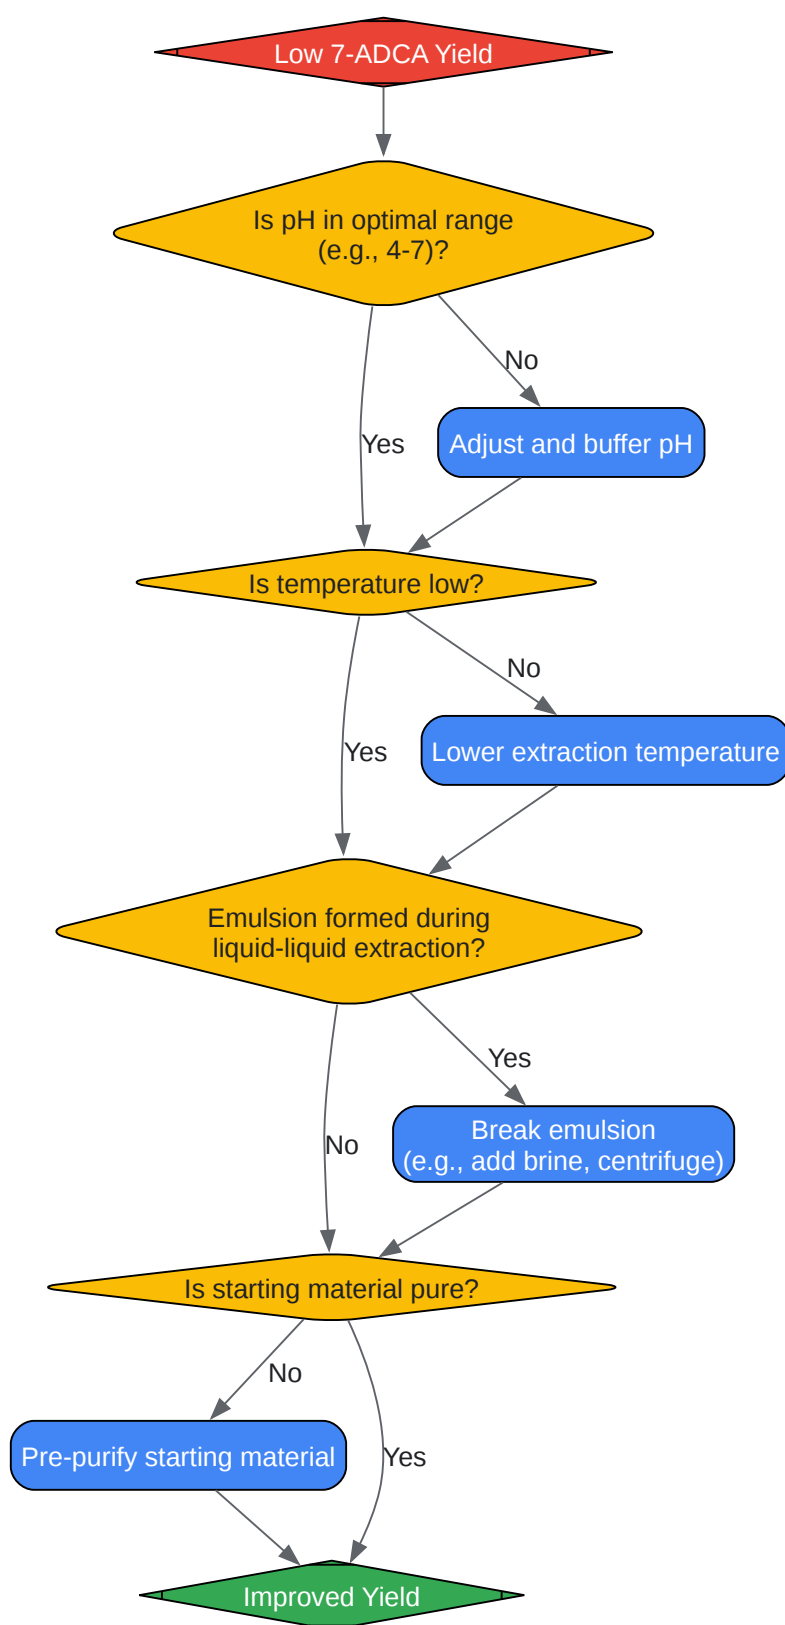 Low 7-ADCA Yield
Is pH in optimal range
(e.g., 4-7)?
No
Yes
Adjust and buffer pH
Is temperature low?
No
Yes
Lower extraction temperature
Emulsion formed during
liquid-liquid extraction?
Yes
No
Break emulsion
(e.g., add brine, centrifuge)
Is starting material pure?
No
Yes
Pre-purify starting material
Improved Yield